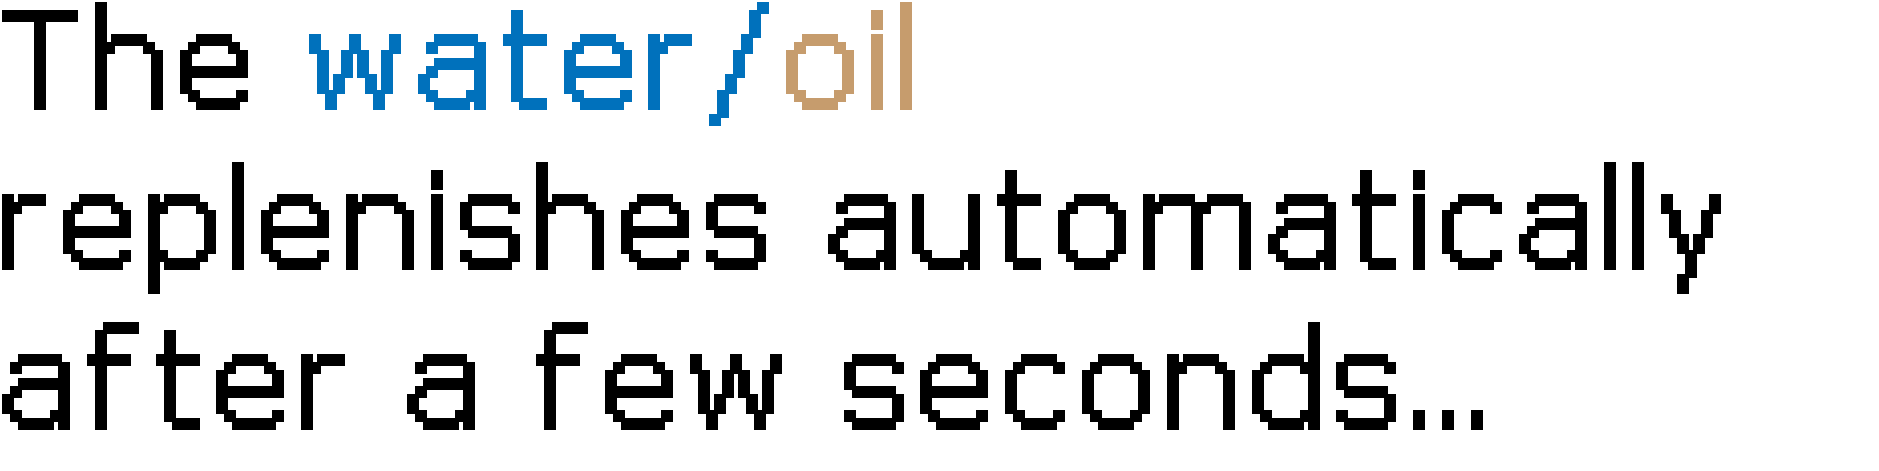 The water/oil
replenishes automatically
after a few seconds...